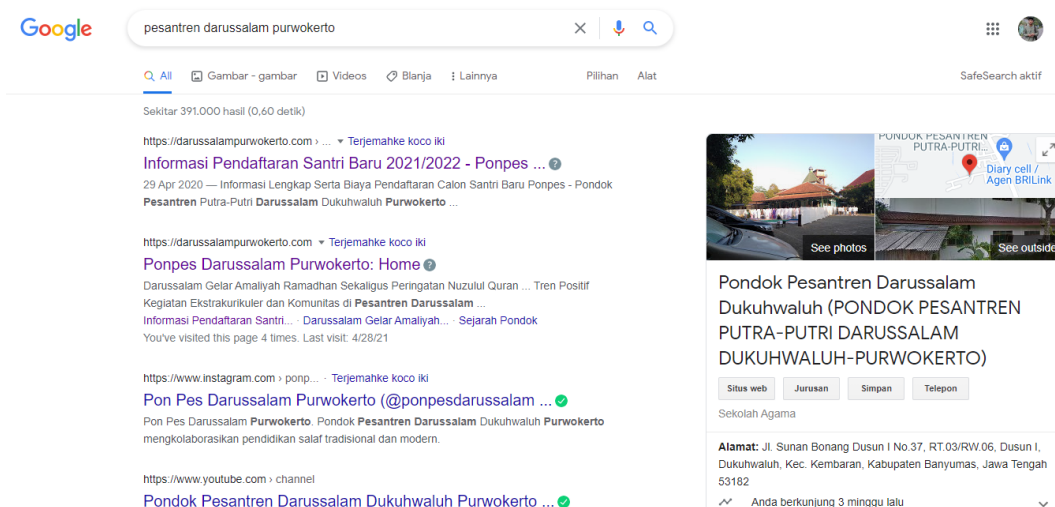 Google
pesantren darussalam purwokerto
All Gambar - gambar Videos Blanja Lainnya Pilihan Alat SafeSearch aktif
Sekitar 391.000 hasil (0,60 detik)
https://darussalampurwokerto.com › ... Terjemahke koco iki
Informasi Pendaftaran Santri Baru 2021/2022 - Ponpes ...
29 Apr 2020 — Informasi Lengkap Serta Biaya Pendaftaran Calon Santri Baru Ponpes - Pondok
Pesantren Putra-Putri Darussalam Dukuhwaluh Purwokerto ...
https://darussalampurwokerto.com Terjemahke koco iki
Ponpes Darussalam Purwokerto: Home
Darussalam Gelar Amaliyah Ramadhan Sekaligus Peringatan Nuzulul Quran ... Tren Positif
Kegiatan Ekstrakurikuler dan Komunitas di Pesantren Darussalam ...
Informasi Pendaftaran Santri... · Darussalam Gelar Amaliyah... · Sejarah Pondok
You've visited this page 4 times. Last visit: 4/28/21
https://www.instagram.com › ponp... · Terjemahke koco iki
Pon Pes Darussalam Purwokerto (@ponpesdarussalam ...
Pon Pes Darussalam Purwokerto. Pondok Pesantren Darussalam Dukuhwaluh Purwokerto
mengkolaborasikan pendidikan salaf tradisional dan modern.
https://www.youtube.com › channel
Pondok Pesantren Darussalam Dukuhwaluh Purwokerto ...
PONDOK PESANTREN
PUTRA-PUTRI...
Diary cell /
Agen BRILink
See photos
See outside
Pondok Pesantren Darussalam
Dukuhwaluh (PONDOK PESANTREN
PUTRA-PUTRI DARUSSALAM
DUKUHWALUH-PURWOKERTO)
Situs web Jurusan Simpan Telepon
Sekolah Agama
Alamat: Jl. Sunan Bonang Dusun I No.37, RT.03/RW.06, Dusun I,
Dukuhwaluh, Kec. Kembaran, Kabupaten Banyumas, Jawa Tengah
53182
Anda berkunjung 3 minggu lalu